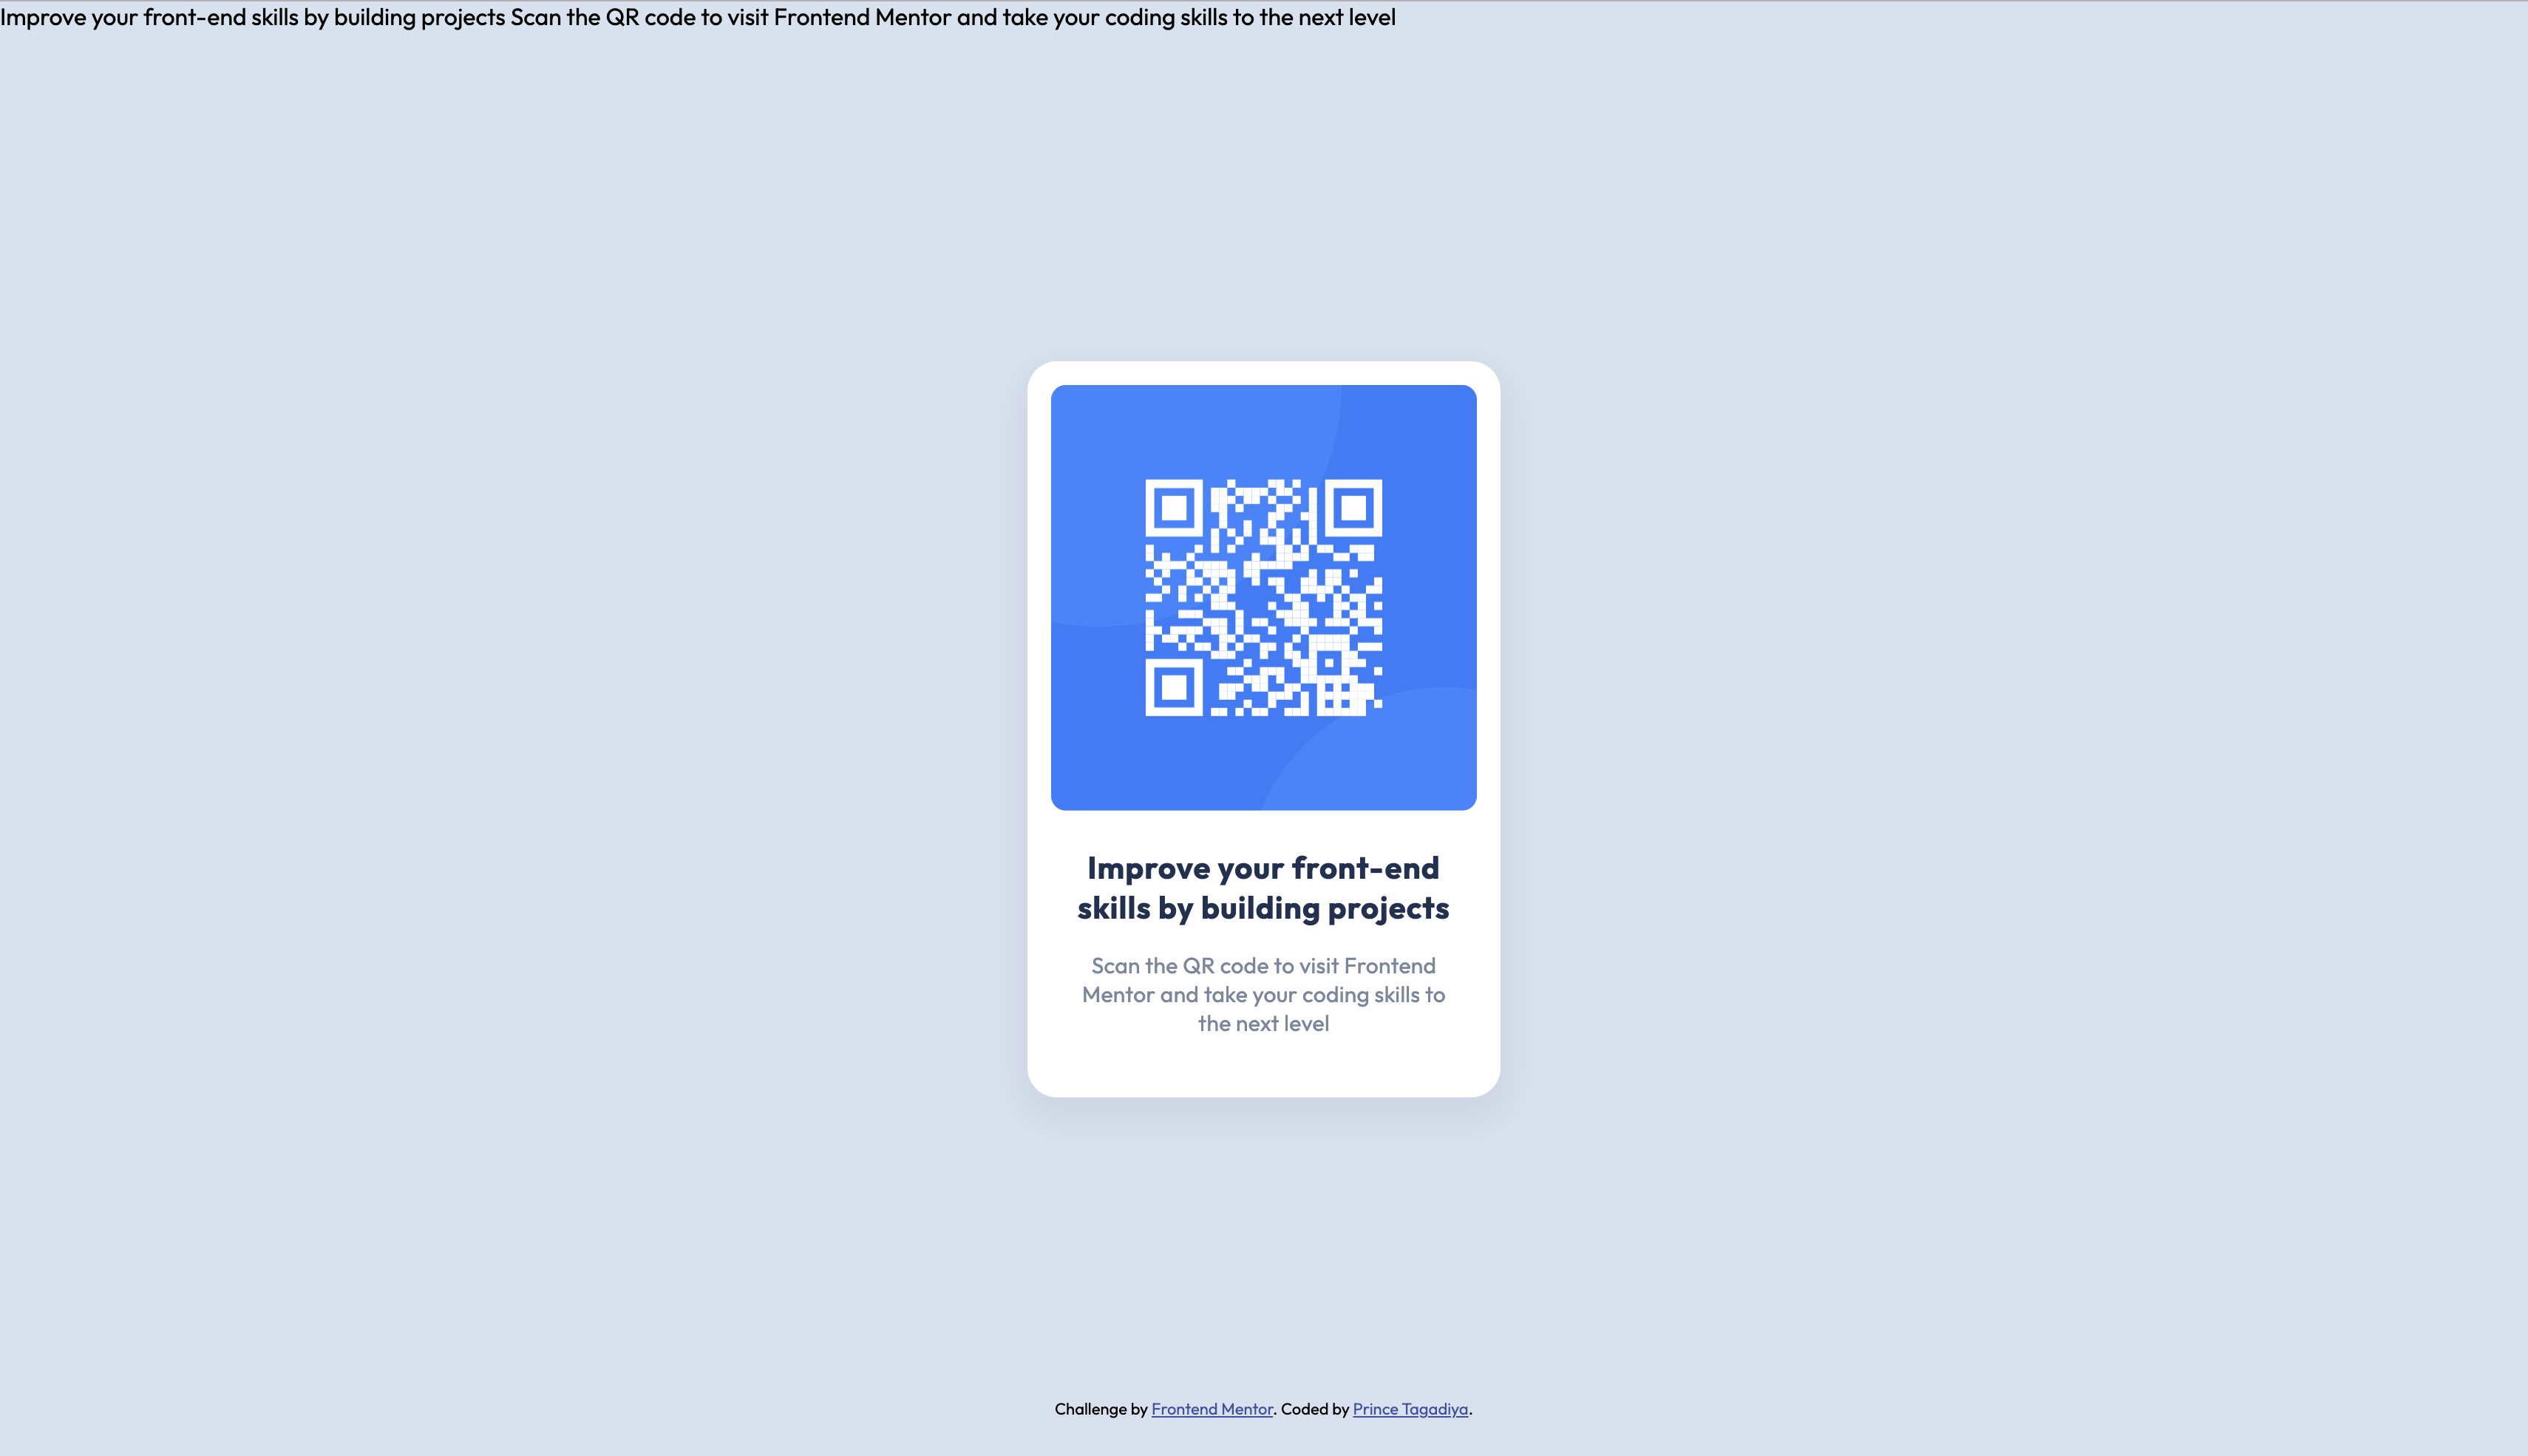 Improve your front-end skills by building projects Scan the QR code to visit Frontend Mentor and take your coding skills to the next level
Improve your front-end
skills by building projects
Scan the QR code to visit Frontend
Mentor and take your coding skills to
the next level
Challenge by Frontend Mentor. Coded by Prince Tagadiya.